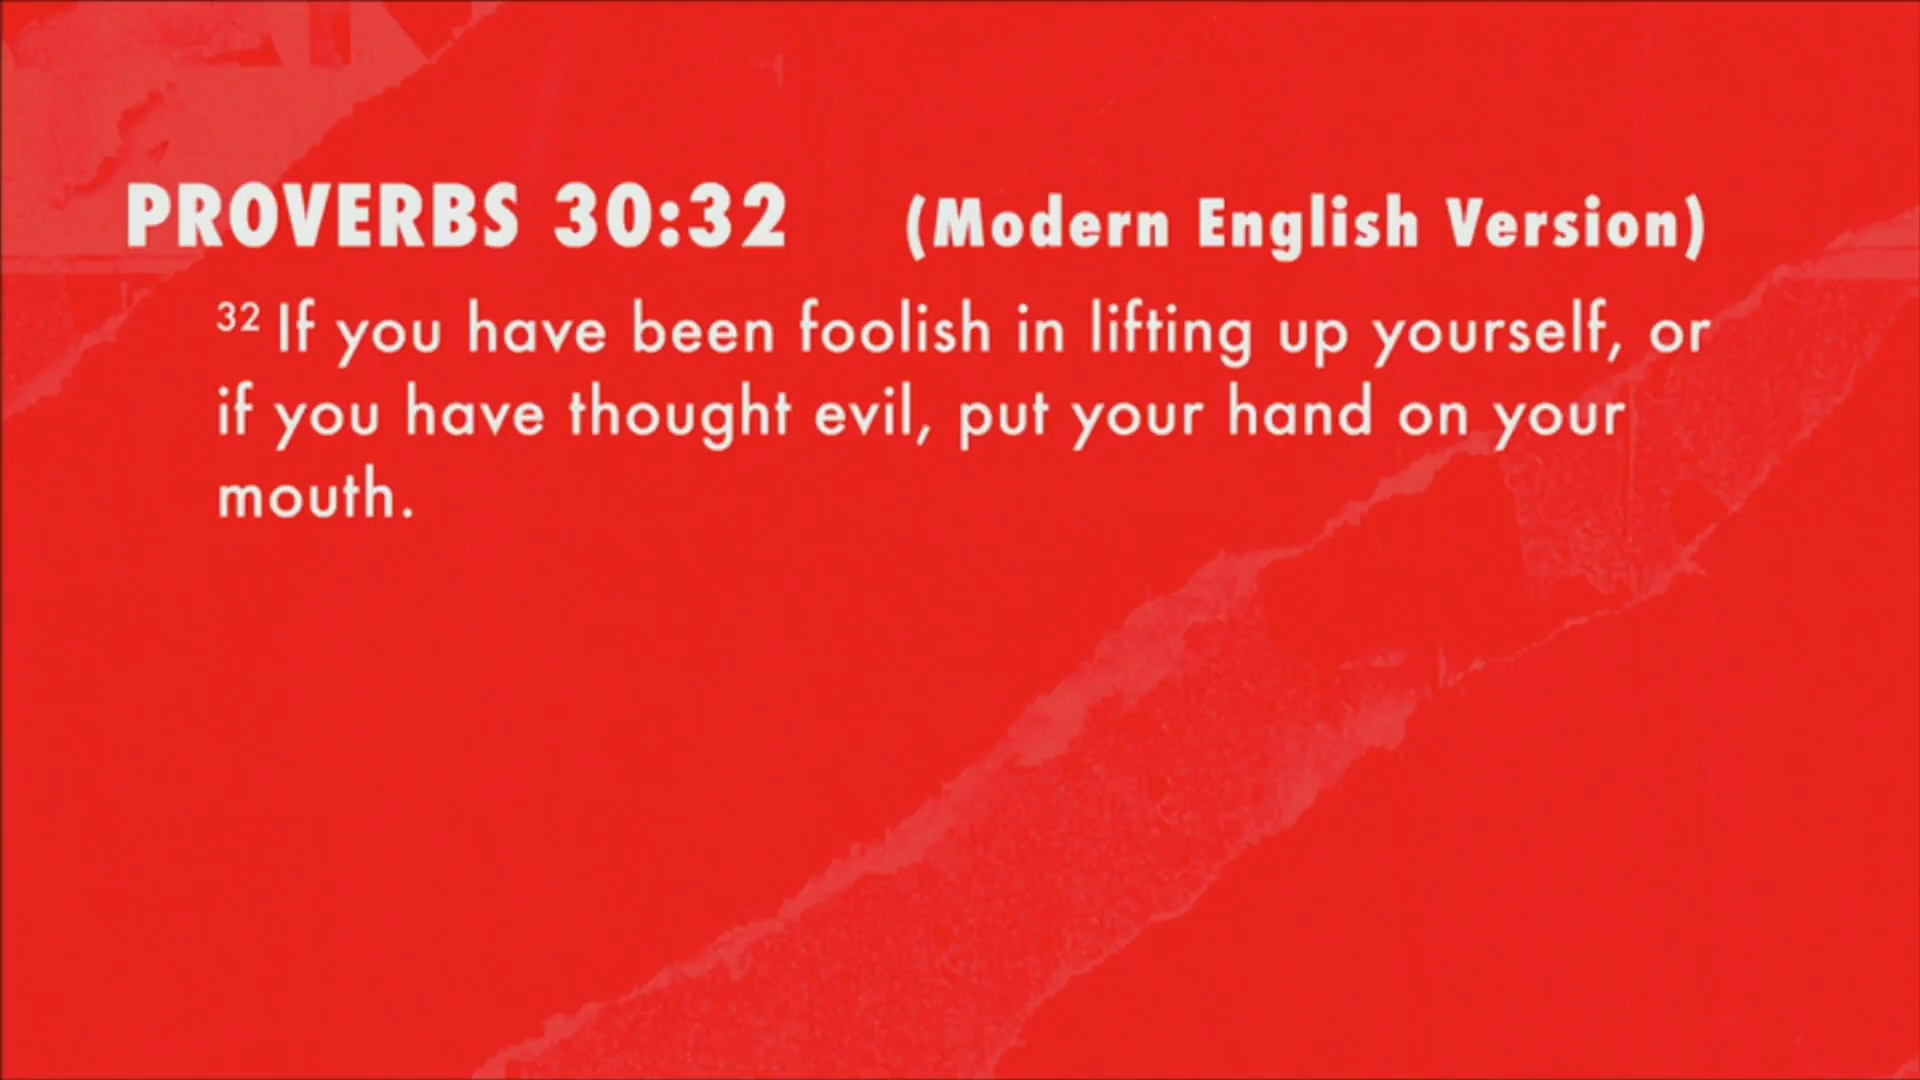 PROVERBS 30:32 (Modern English Version)
32 If you have been foolish in lifting up yourself, or
if you have thought evil, put your hand on your
mouth.